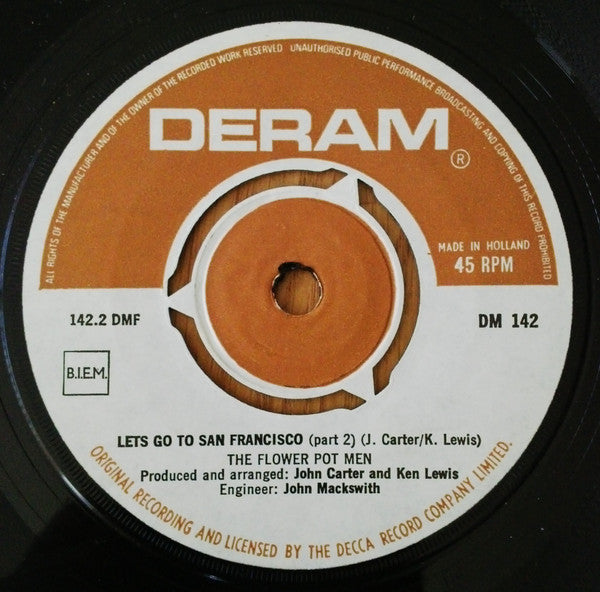 ALL RIGHTS OF THE MANUFACTURER AND OF THE OWNER OF THE RECORDED WORK RESERVED UNAUTHORISED PUBLIC PERFORMANCE BROADCASTING AND COPYING OF THIS RECORD PROHIBITED
DERAM
®
MADE IN HOLLAND
45 RPM
142.2 DMF
DM 142
B.I.E.M.
LETS GO TO SAN FRANCISCO (part 2) (J. Carter/K. Lewis)
THE FLOWER POT MEN
Produced and arranged: John Carter and Ken Lewis
Engineer: John Mackswith
ORIGINAL RECORDING AND LICENSED BY THE DECCA RECORD COMPANY LIMITED.